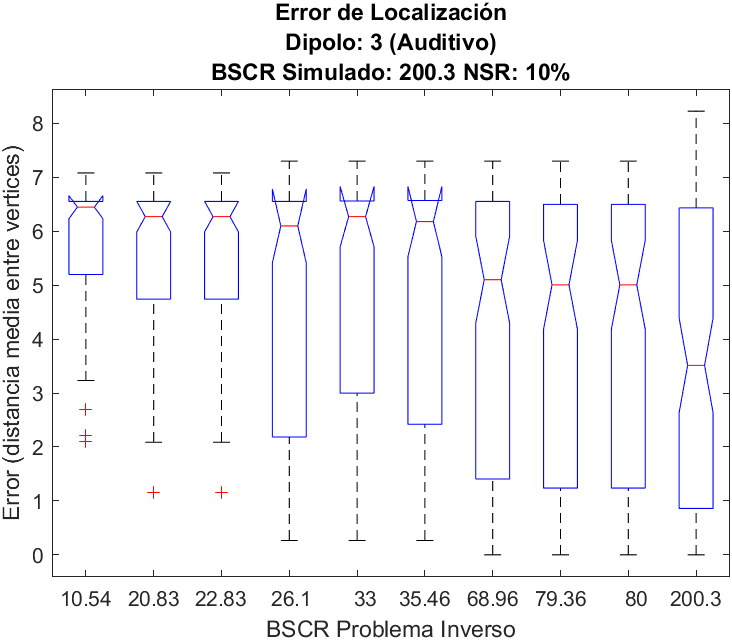 Error de Localización
Dipolo: 3 (Auditivo)
BSCR Simulado: 200.3 NSR: 10%
Error (distancia media entre vertices)
8
7
6
5
4
3
2
1
0
10.54 20.83 22.83 26.1 33 35.46 68.96 79.36 80 200.3
BSCR Problema Inverso